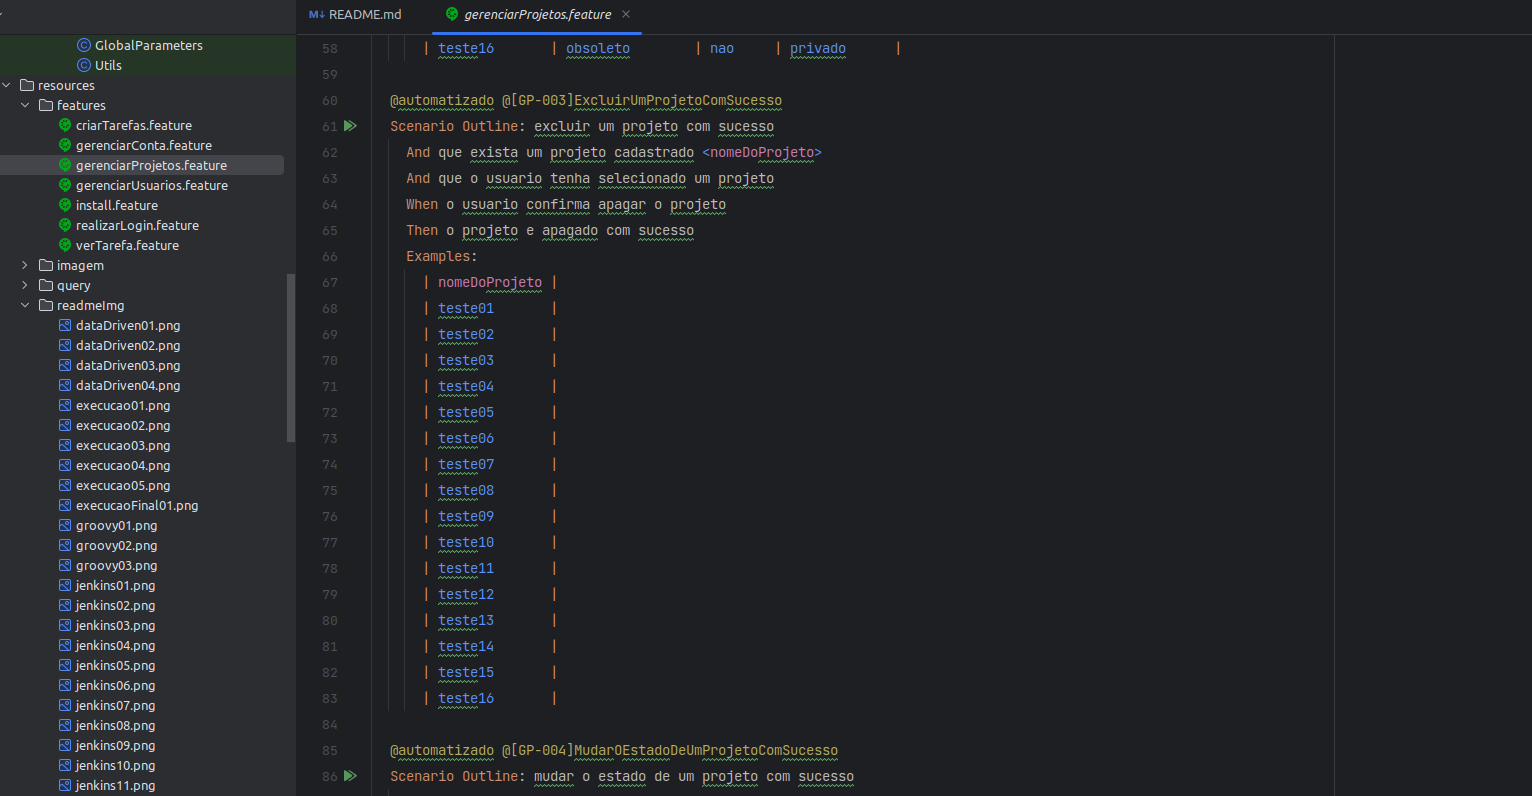 GlobalParameters
Utils
resources
features
criarTarefas.feature
gerenciarConta.feature
gerenciarProjetos.feature
gerenciarUsuarios.feature
install.feature
realizarLogin.feature
verTarefa.feature
imagem
query
readmeImg
dataDriven01.png
dataDriven02.png
dataDriven03.png
dataDriven04.png
execucao01.png
execucao02.png
execucao03.png
execucao04.png
execucao05.png
execucaoFinal01.png
groovy01.png
groovy02.png
groovy03.png
jenkins01.png
jenkins02.png
jenkins03.png
jenkins04.png
jenkins05.png
jenkins06.png
jenkins07.png
jenkins08.png
jenkins09.png
jenkins10.png
jenkins11.png
M↓ README.md gerenciarProjetos.feature
58 | teste16 | obsoleto | nao | privado |
59
60 @automatizado @[GP-003]ExcluirUmProjetoComSucesso
61 Scenario Outline: excluir um projeto com sucesso
62 And que exista um projeto cadastrado <nomeDoProjeto>
63 And que o usuario tenha selecionado um projeto
64 When o usuario confirma apagar o projeto
65 Then o projeto e apagado com sucesso
66 Examples:
67 | nomeDoProjeto |
68 | teste01 |
69 | teste02 |
70 | teste03 |
71 | teste04 |
72 | teste05 |
73 | teste06 |
74 | teste07 |
75 | teste08 |
76 | teste09 |
77 | teste10 |
78 | teste11 |
79 | teste12 |
80 | teste13 |
81 | teste14 |
82 | teste15 |
83 | teste16 |
84
85 @automatizado @[GP-004]MudarOEstadoDeUmProjetoComSucesso
86 Scenario Outline: mudar o estado de um projeto com sucesso